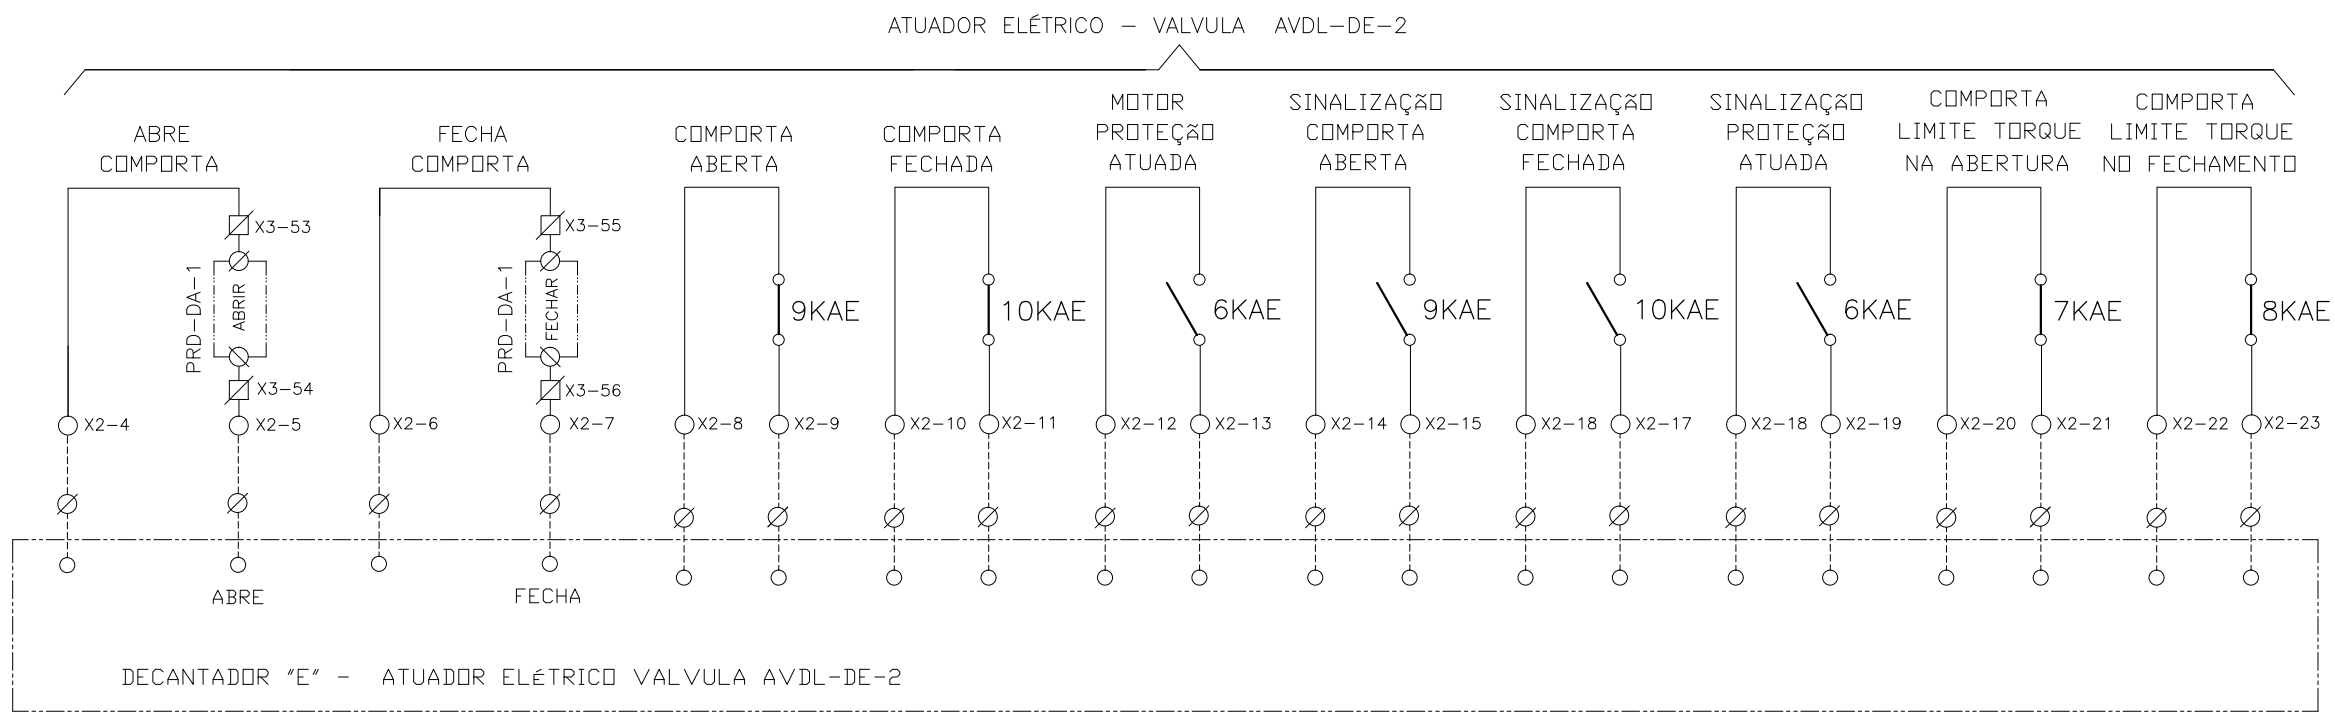 ATUADOR ELÉTRICO - VALVULA AVDL-DE-2
ABRE
COMPORTA
FECHA
COMPORTA
COMPORTA
ABERTA
COMPORTA
FECHADA
MOTOR
PROTEÇÃO
ATUADA
SINALIZAÇÃO
COMPORTA
ABERTA
SINALIZAÇÃO
COMPORTA
FECHADA
SINALIZAÇÃO
PROTEÇÃO
ATUADA
COMPORTA
LIMITE TORQUE
NA ABERTURA
COMPORTA
LIMITE TORQUE
NO FECHAMENTO
X3-53
PRD-DA-1
ABRIR
X3-54
X3-55
PRD-DA-1
FECHAR
X3-56
9KAE
10KAE
6KAE
9KAE
10KAE
6KAE
7KAE
8KAE
X2-4
X2-5
X2-6
X2-7
X2-8
X2-9
X2-10
X2-11
X2-12
X2-13
X2-14
X2-15
X2-18
X2-17
X2-18
X2-19
X2-20
X2-21
X2-22
X2-23
ABRE
FECHA
DECANTADOR "E" - ATUADOR ELÉTRICO VALVULA AVDL-DE-2